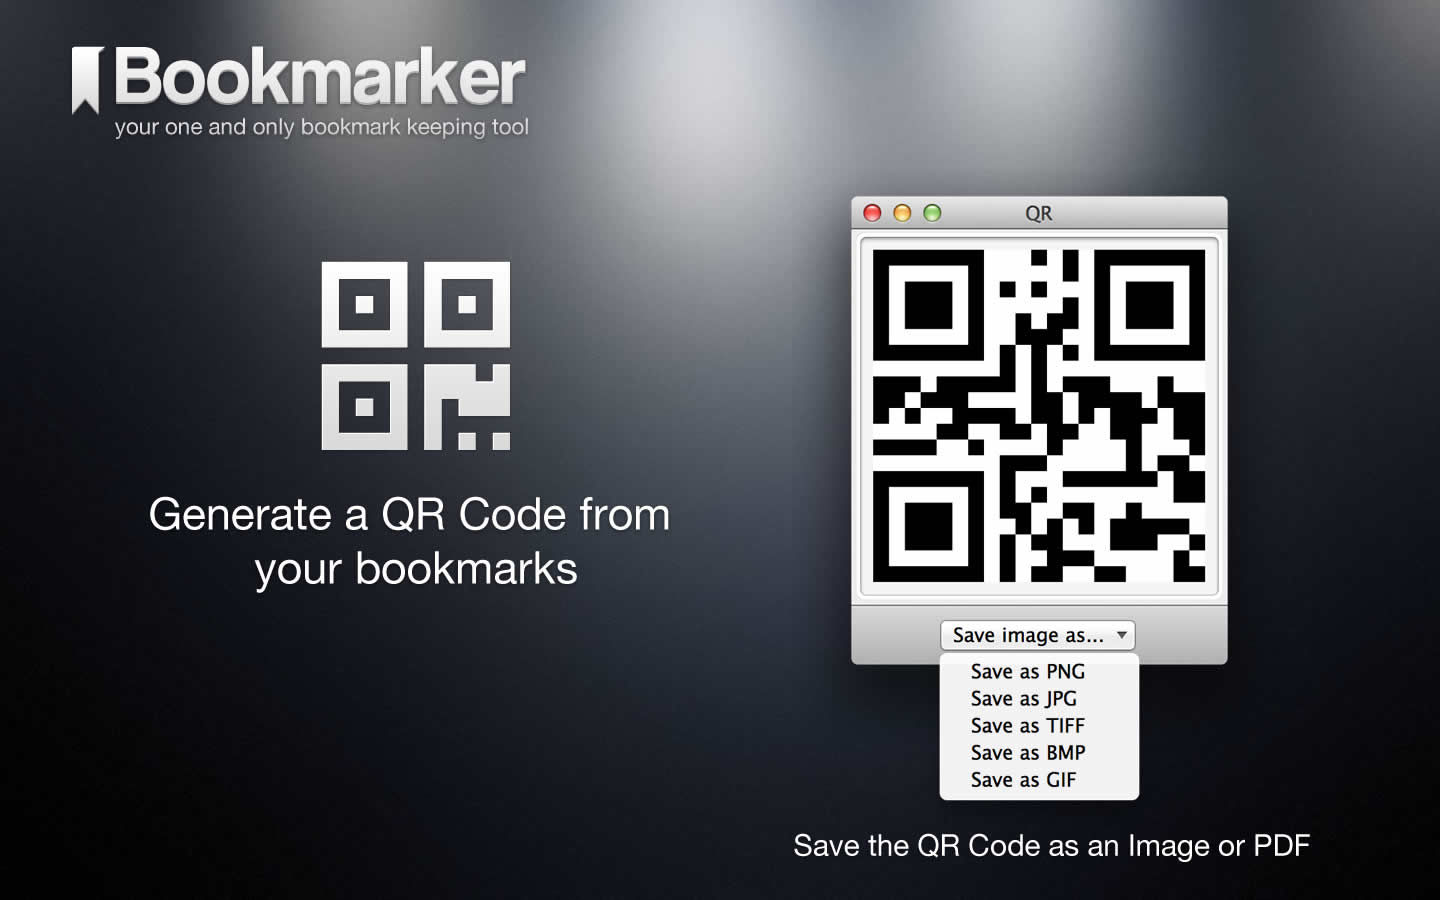 Bookmarker
your one and only bookmark keeping tool
QR
Generate a QR Code from
your bookmarks
Save image as...
Save as PNG
Save as JPG
Save as TIFF
Save as BMP
Save as GIF
Save the QR Code as an Image or PDF